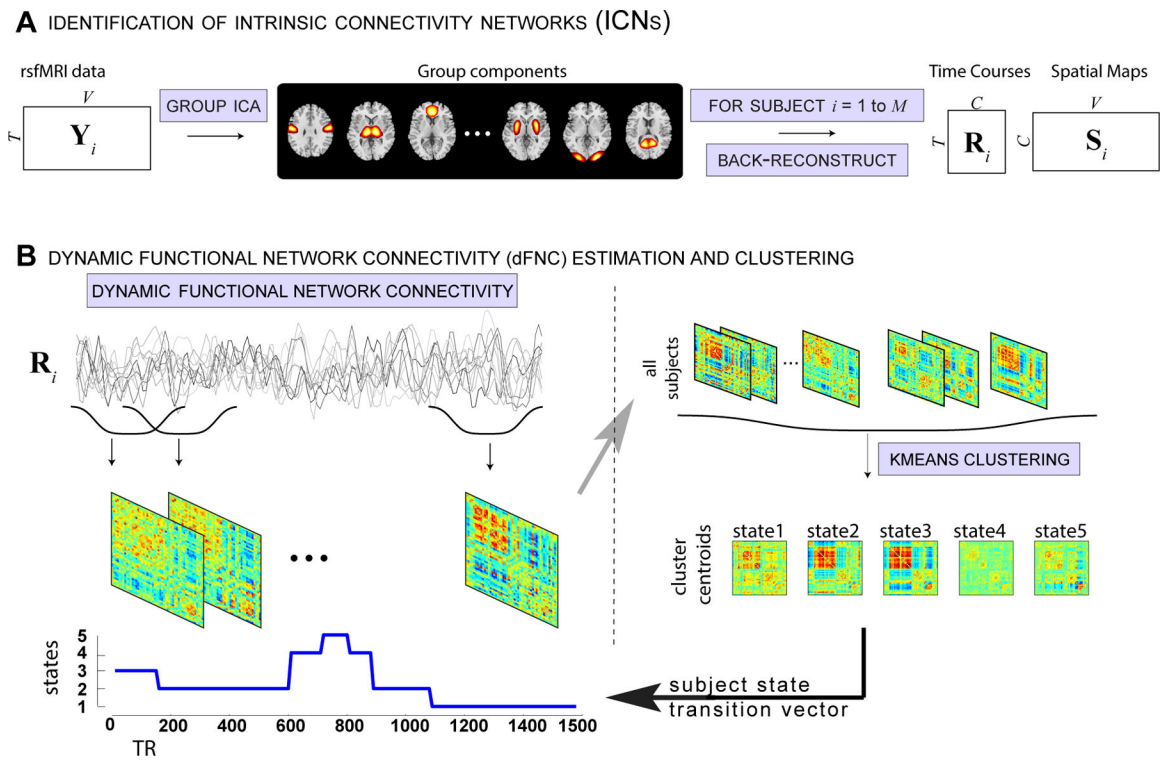 A IDENTIFICATION OF INTRINSIC CONNECTIVITY NETWORKS (ICNs)
rsfMRI data
V
T
Y i
GROUP ICA
Group components
...
FOR SUBJECT i = 1 to M
BACK-RECONSTRUCT
Time Courses
C
T
R i
Spatial Maps
V
C
S i
B DYNAMIC FUNCTIONAL NETWORK CONNECTIVITY (dFNC) ESTIMATION AND CLUSTERING
DYNAMIC FUNCTIONAL NETWORK CONNECTIVITY
R i
...
all
subjects
...
KMEANS CLUSTERING
cluster
centroids
state1 state2 state3 state4 state5
subject state
transition vector
states
5
4
3
2
1
0 200 400 600 800 1000 1200 1400 1500
TR